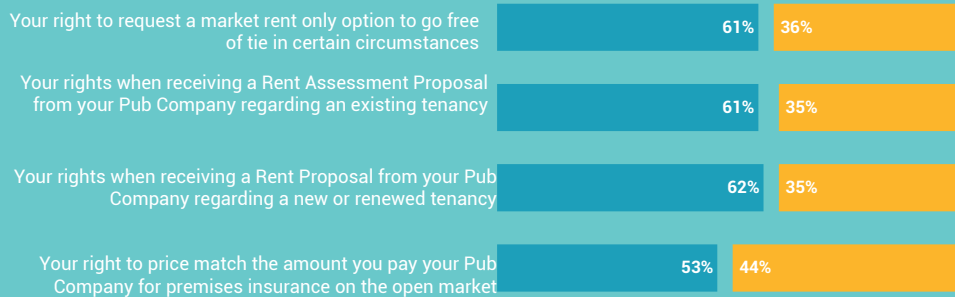 Your right to request a market rent only option to go free
of tie in certain circumstances
61% 36%
Your rights when receiving a Rent Assessment Proposal
from your Pub Company regarding an existing tenancy
61% 35%
Your rights when receiving a Rent Proposal from your Pub
Company regarding a new or renewed tenancy
62% 35%
Your right to price match the amount you pay your Pub
Company for premises insurance on the open market
53% 44%